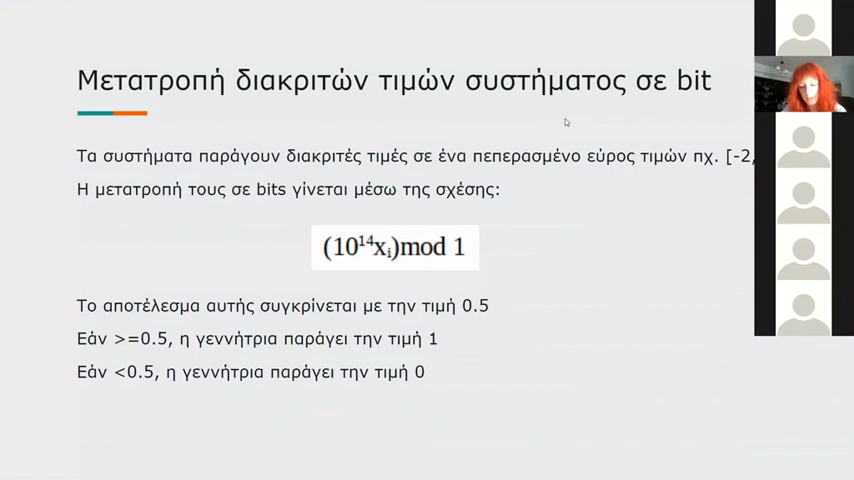 Μετατροπή διακριτών τιμών συστήματος σε bit
Τα συστήματα παράγουν διακριτές τιμές σε ένα πεπερασμένο εύρος τιμών πχ. [-2,
Η μετατροπή τους σε bits γίνεται μέσω της σχέσης:
(10¹⁴xᵢ)mod 1
Το αποτέλεσμα αυτής συγκρίνεται με την τιμή 0.5
Εάν >=0.5, η γεννήτρια παράγει την τιμή 1
Εάν <0.5, η γεννήτρια παράγει την τιμή 0